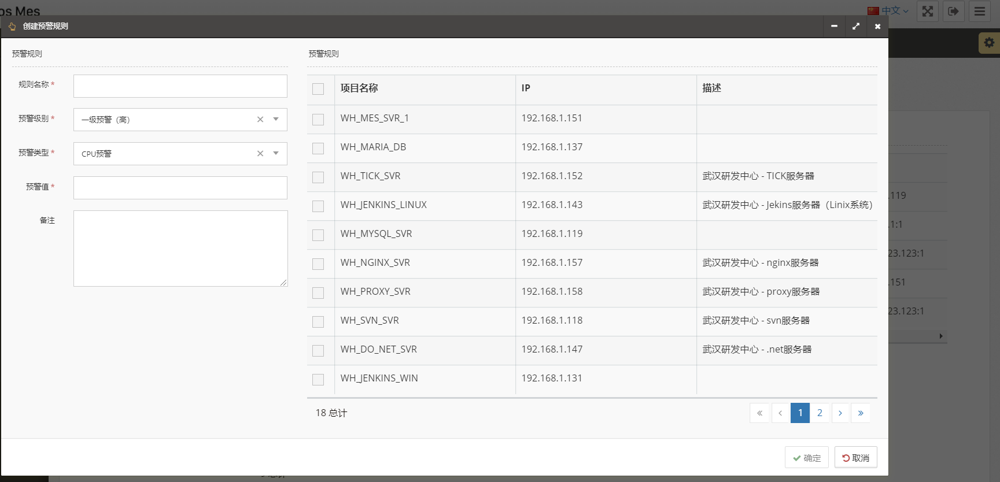 os Mes
中文
创建预警规则
预警规则
规则名称 *
预警级别 * 一级预警（高）
预警类型 * CPU预警
预警值 *
备注
预警规则
项目名称 IP 描述
WH_MES_SVR_1 192.168.1.151
WH_MARIA_DB 192.168.1.137
WH_TICK_SVR 192.168.1.152 武汉研发中心 - TICK服务器
WH_JENKINS_LINUX 192.168.1.143 武汉研发中心 - Jekins服务器（Linix系统）
WH_MYSQL_SVR 192.168.1.119
WH_NGINX_SVR 192.168.1.157 武汉研发中心 - nginx服务器
WH_PROXY_SVR 192.168.1.158 武汉研发中心 - proxy服务器
WH_SVN_SVR 192.168.1.118 武汉研发中心 - svn服务器
WH_DO_NET_SVR 192.168.1.147 武汉研发中心 - .net服务器
WH_JENKINS_WIN 192.168.1.131
18 总计
« ‹ 1 2 › »
确定 取消
.119
.1:1
23.123:1
.151
23.123:1